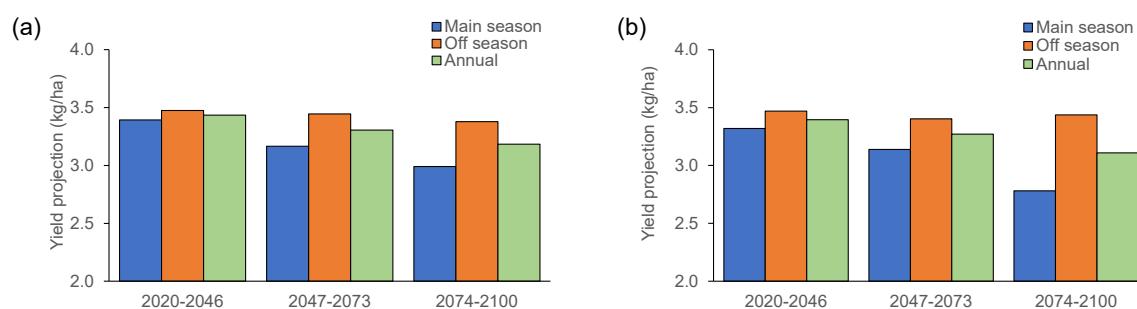 (a)
Main season
Off season
Annual
Yield projection (kg/ha)
4.0
3.5
3.0
2.5
2.0
2020-2046
2047-2073
2074-2100
(b)
Main season
Off season
Annual
Yield projection (kg/ha)
4.0
3.5
3.0
2.5
2.0
2020-2046
2047-2073
2074-2100